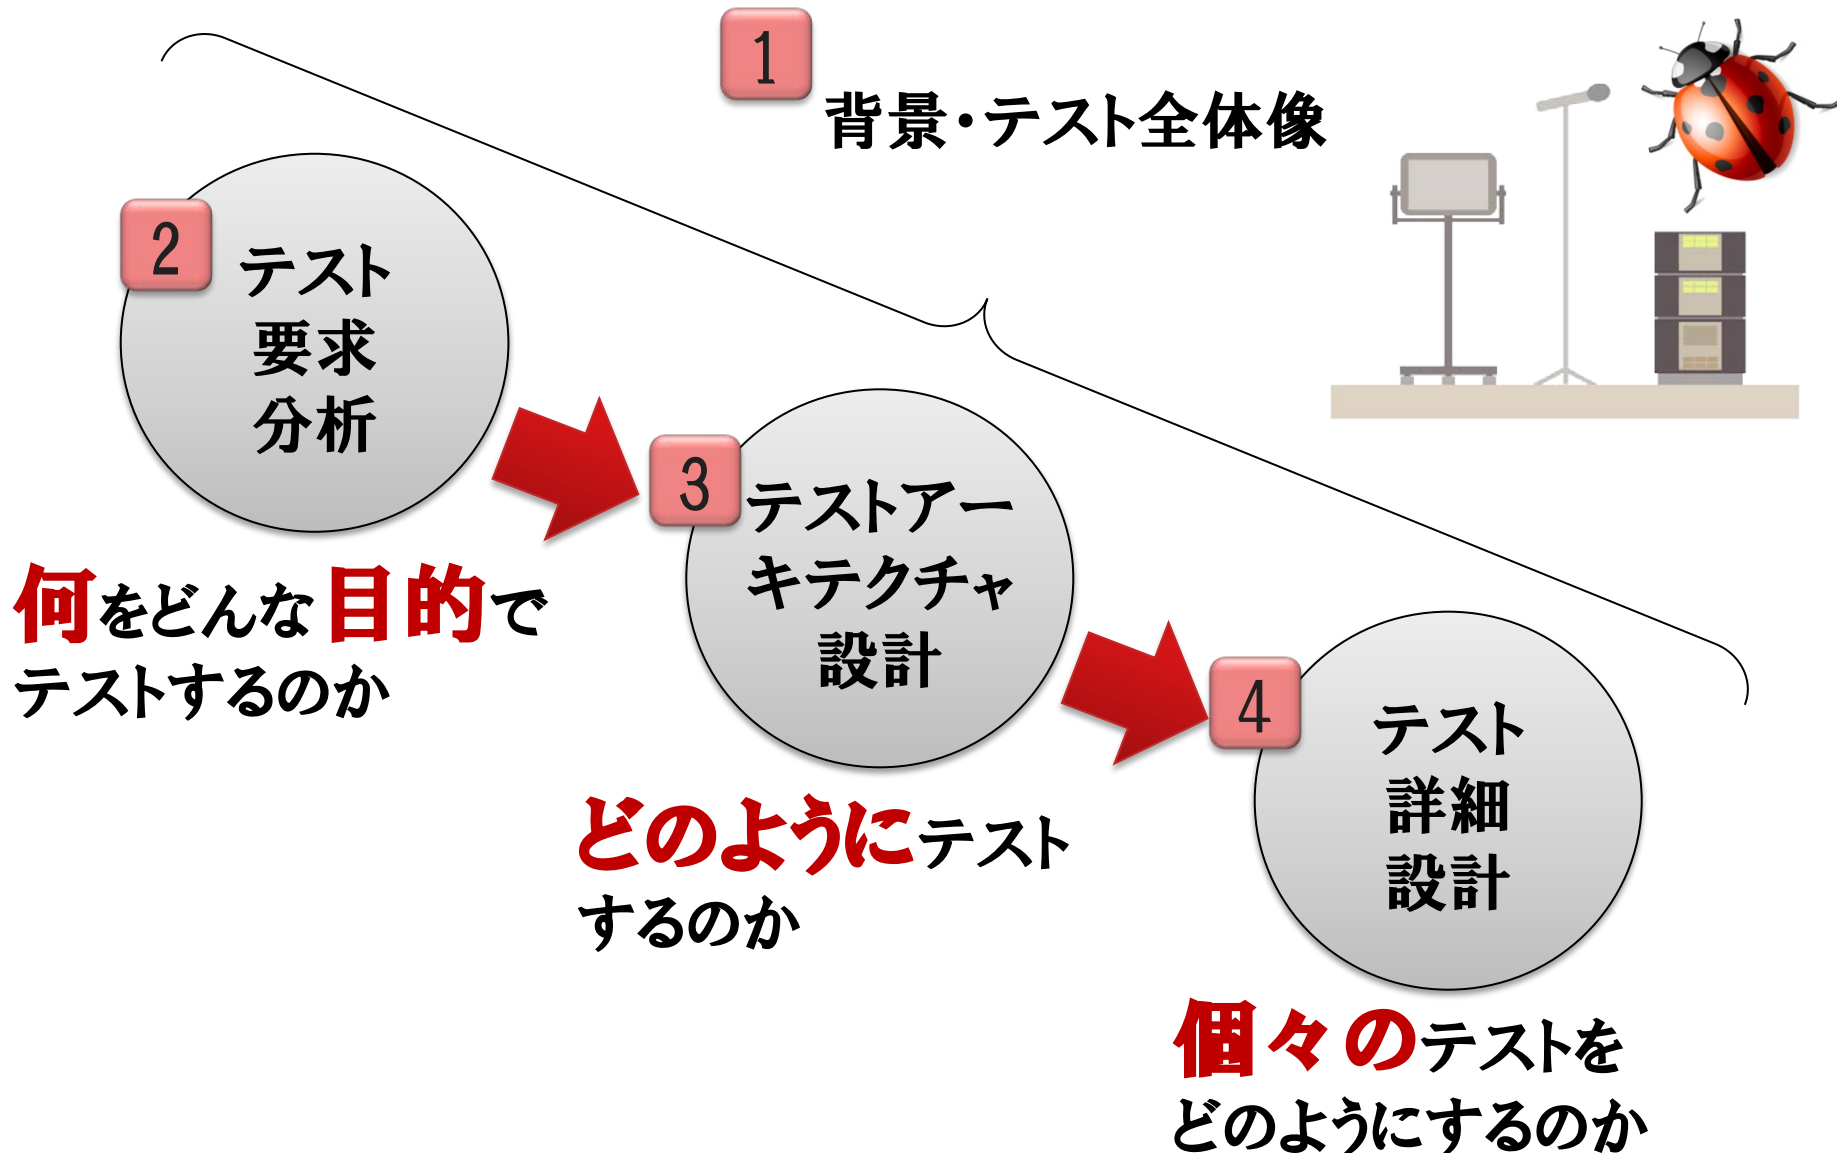 1
背景・テスト全体像
2
テスト
要求
分析
何をどんな目的で
テストするのか
3
テストアー
キテクチャ
設計
どのようにテスト
するのか
4
テスト
詳細
設計
個々のテストを
どのようにするのか